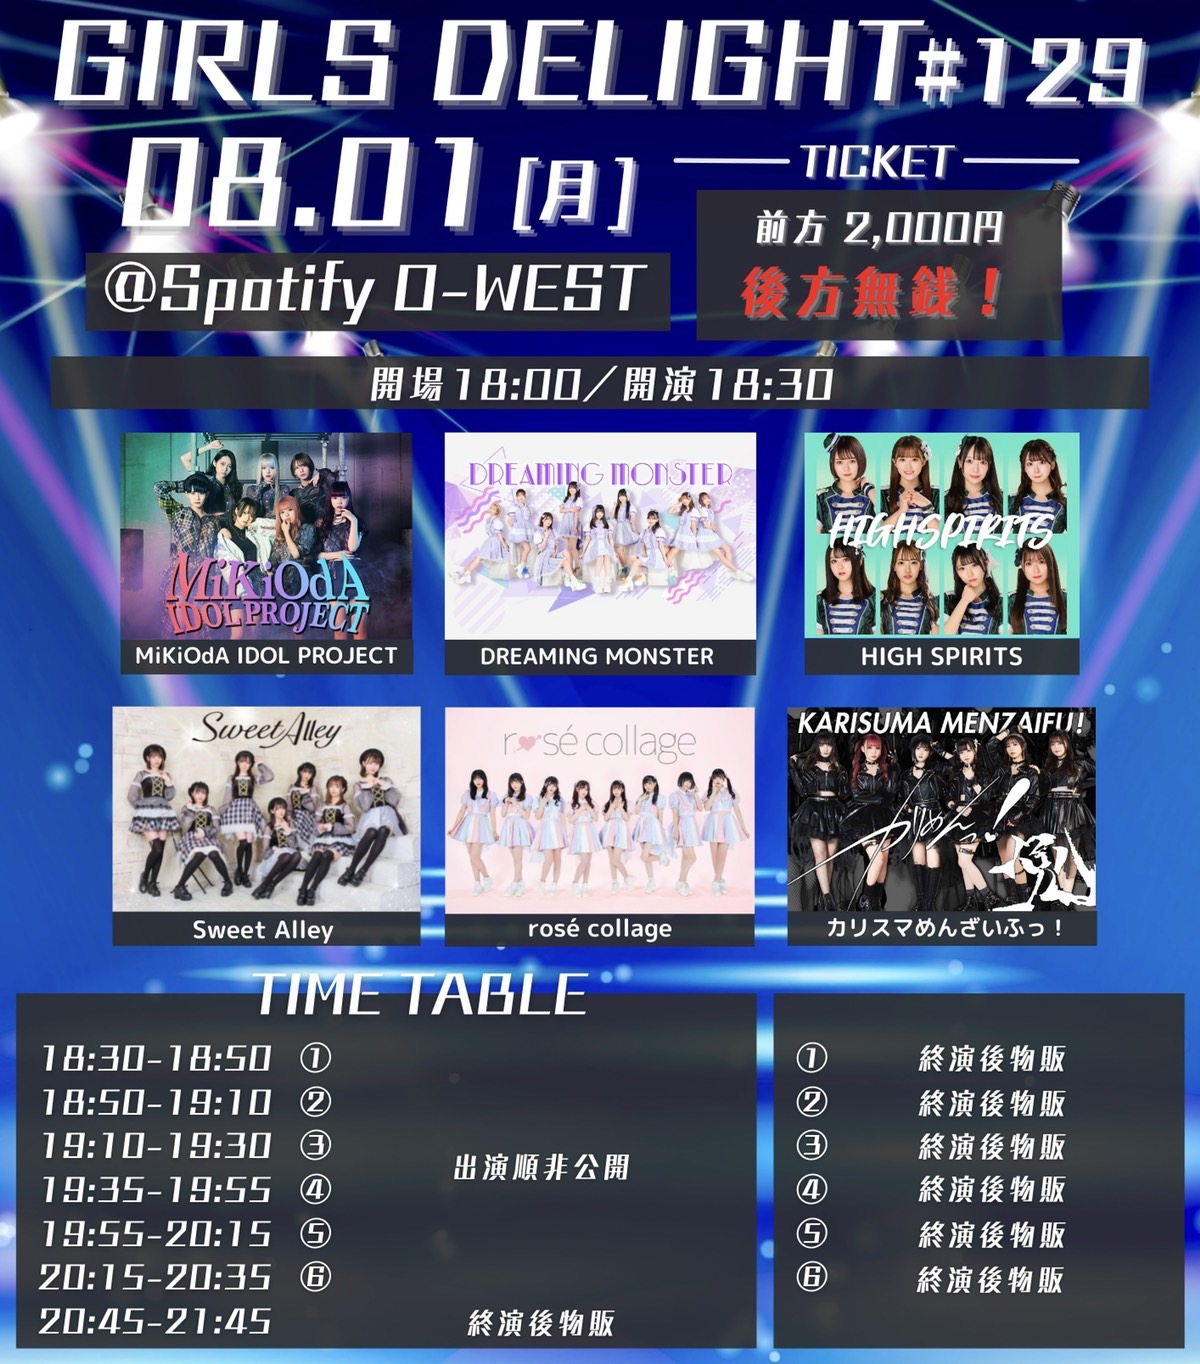 GIRLS DELIGHT#129
08.01 [月]
TICKET
前方 2,000円
後方無銭！
@Spotify O-WEST
開場18:00／開演18:30
MiKiOdA
IDOL PROJECT
MiKiOdA IDOL PROJECT
DREAMING MONSTER
DREAMING MONSTER
HIGHSPIRITS
HIGH SPIRITS
Sweet Alley
Sweet Alley
rosé collage
rosé collage
KARISUMA MENZAIFU!
カリめんっ！
カリスマめんざいふっ！
TIME TABLE
18:30-18:50 ①
18:50-19:10 ②
19:10-19:30 ③
出演順非公開
19:35-19:55 ④
19:55-20:15 ⑤
20:15-20:35 ⑥
20:45-21:45 終演後物販
① 終演後物販
② 終演後物販
③ 終演後物販
④ 終演後物販
⑤ 終演後物販
⑥ 終演後物販